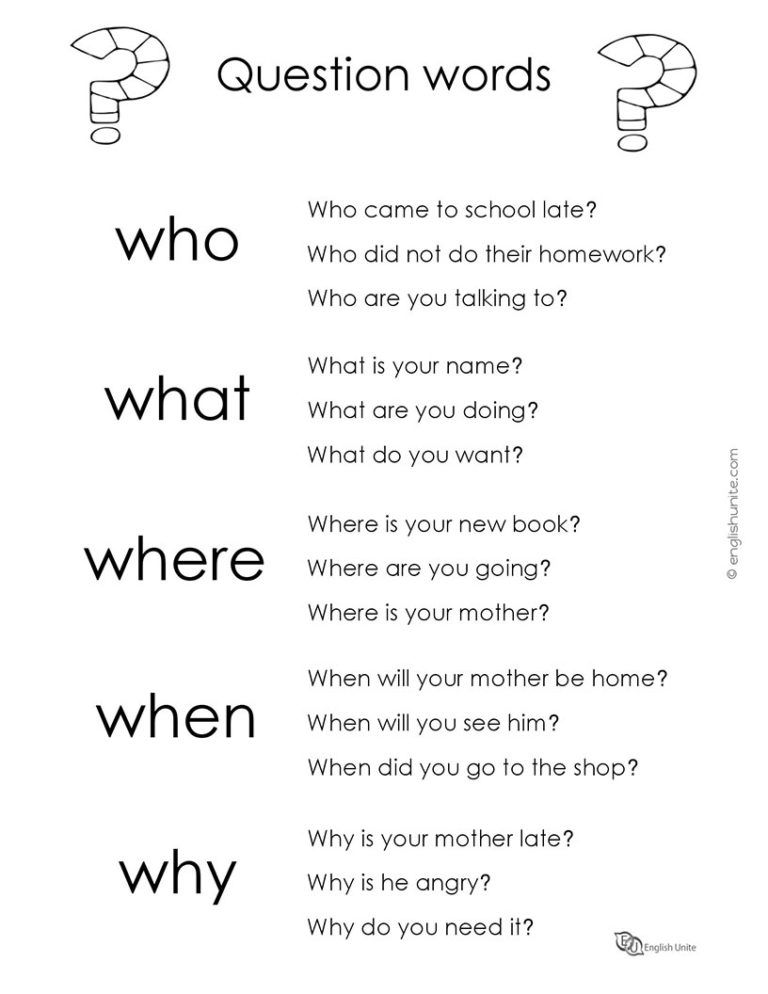 Question words
who
Who came to school late?
Who did not do their homework?
Who are you talking to?
what
What is your name?
What are you doing?
What do you want?
where
Where is your new book?
Where are you going?
Where is your mother?
when
When will your mother be home?
When will you see him?
When did you go to the shop?
why
Why is your mother late?
Why is he angry?
Why do you need it?
© englishunite.com
EU English Unite